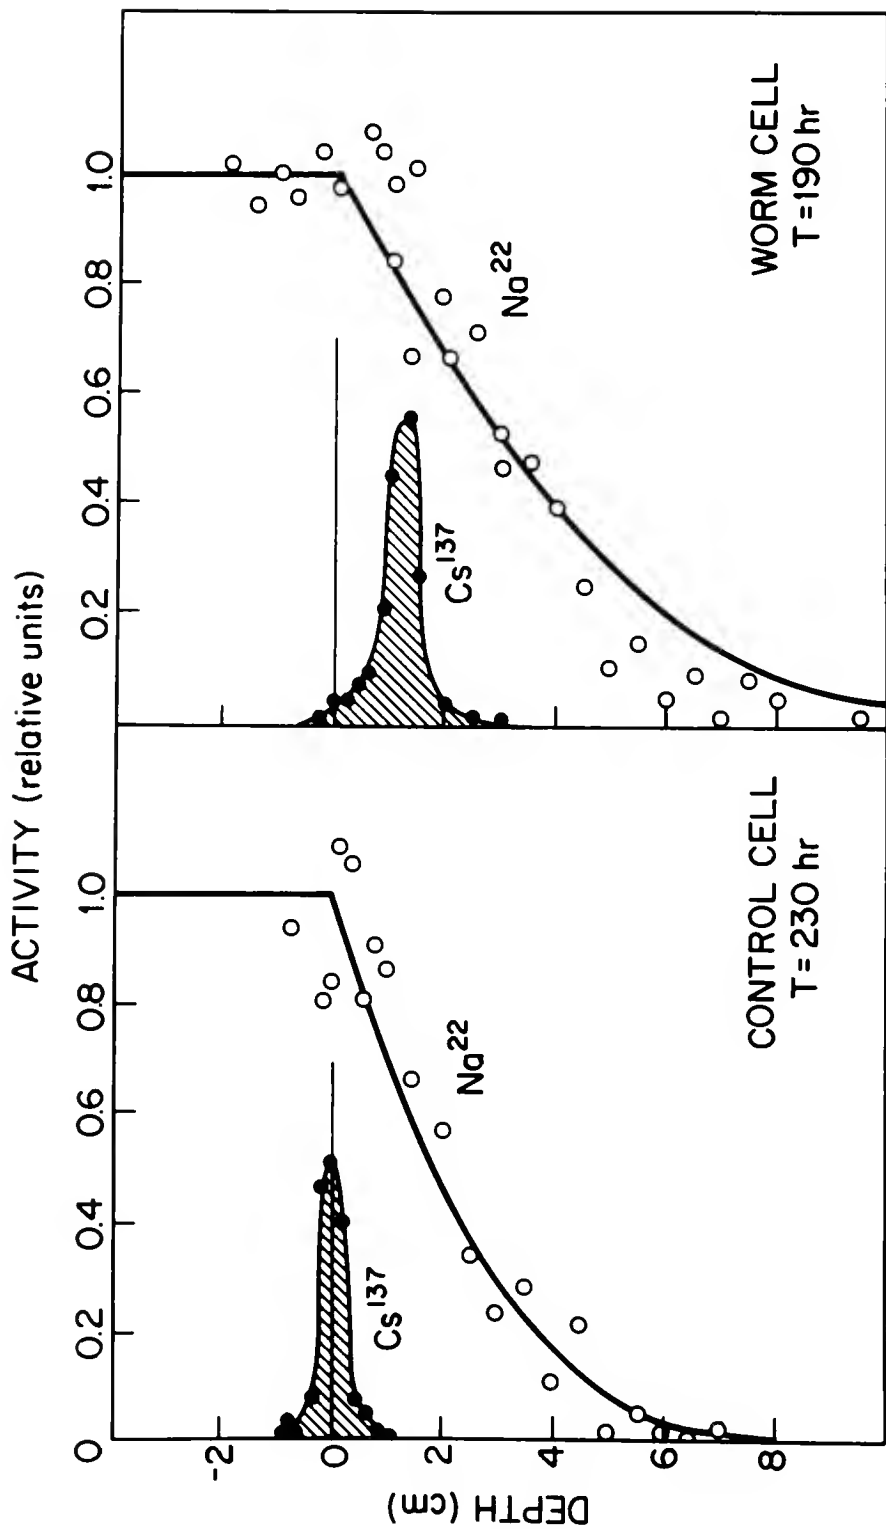 ACTIVITY (relative units)
0 0.2 0.4 0.6 0.8 1.0
0.2 0.4 0.6 0.8 1.0
DEPTH (cm)
-2
0
2
4
6
8
Cs137
Na22
CONTROL CELL
T = 230 hr
Cs137
Na22
WORM CELL
T = 190 hr